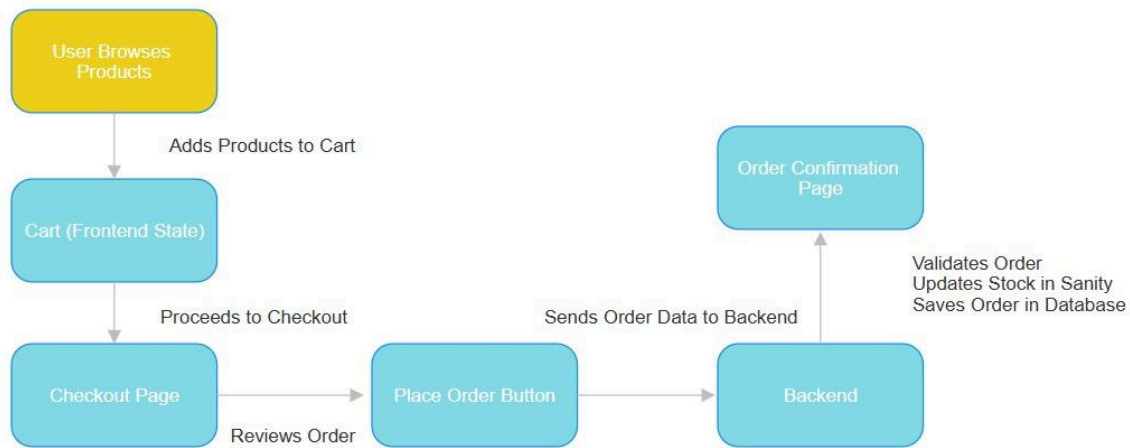 User Browses
Products
Adds Products to Cart
Cart (Frontend State)
Proceeds to Checkout
Checkout Page
Reviews Order
Place Order Button
Sends Order Data to Backend
Backend
Validates Order
Updates Stock in Sanity
Saves Order in Database
Order Confirmation
Page